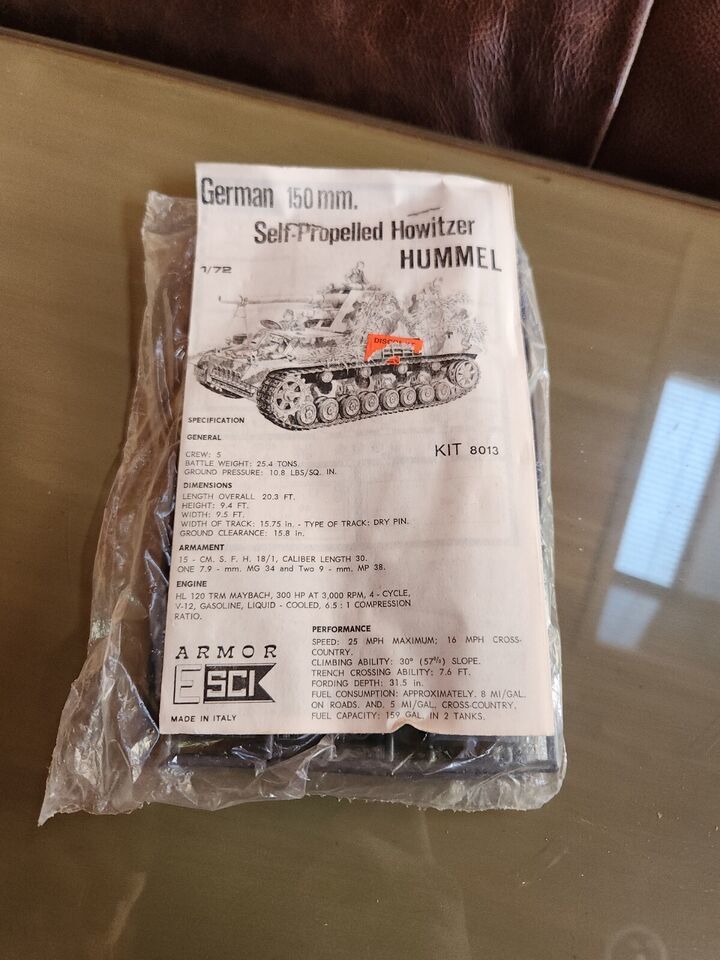 German 150 mm.
Self-Propelled Howitzer
HUMMEL
1/72
SPECIFICATION
GENERAL
KIT 8013
CREW: 5
BATTLE WEIGHT: 25.4 TONS.
GROUND PRESSURE: 10.8 LBS/SQ. IN.
DIMENSIONS
LENGTH OVERALL 20.3 FT.
HEIGHT: 9.4 FT.
WIDTH: 9.5 FT.
WIDTH OF TRACK: 15.75 in. - TYPE OF TRACK: DRY PIN.
GROUND CLEARANCE: 15.8 in.
ARMAMENT
15 - CM. S. F. H. 18/1, CALIBER LENGTH 30.
ONE 7.9 - mm. MG 34 and Two 9 - mm. MP 38.
ENGINE
HL 120 TRM MAYBACH, 300 HP AT 3,000 RPM, 4 - CYCLE,
V-12, GASOLINE, LIQUID - COOLED, 6.5 : 1 COMPRESSION
RATIO.
ARMOR
ESCI
MADE IN ITALY
PERFORMANCE
SPEED: 25 MPH MAXIMUM; 16 MPH CROSS-
COUNTRY.
CLIMBING ABILITY: 30° (57%) SLOPE.
TRENCH CROSSING ABILITY: 7.6 FT.
FORDING DEPTH: 31.5 in.
FUEL CONSUMPTION: APPROXIMATELY. 8 MI/GAL.
ON ROADS. AND. 5 MI/GAL. CROSS-COUNTRY.
FUEL CAPACITY: 159 GAL. IN 2 TANKS.